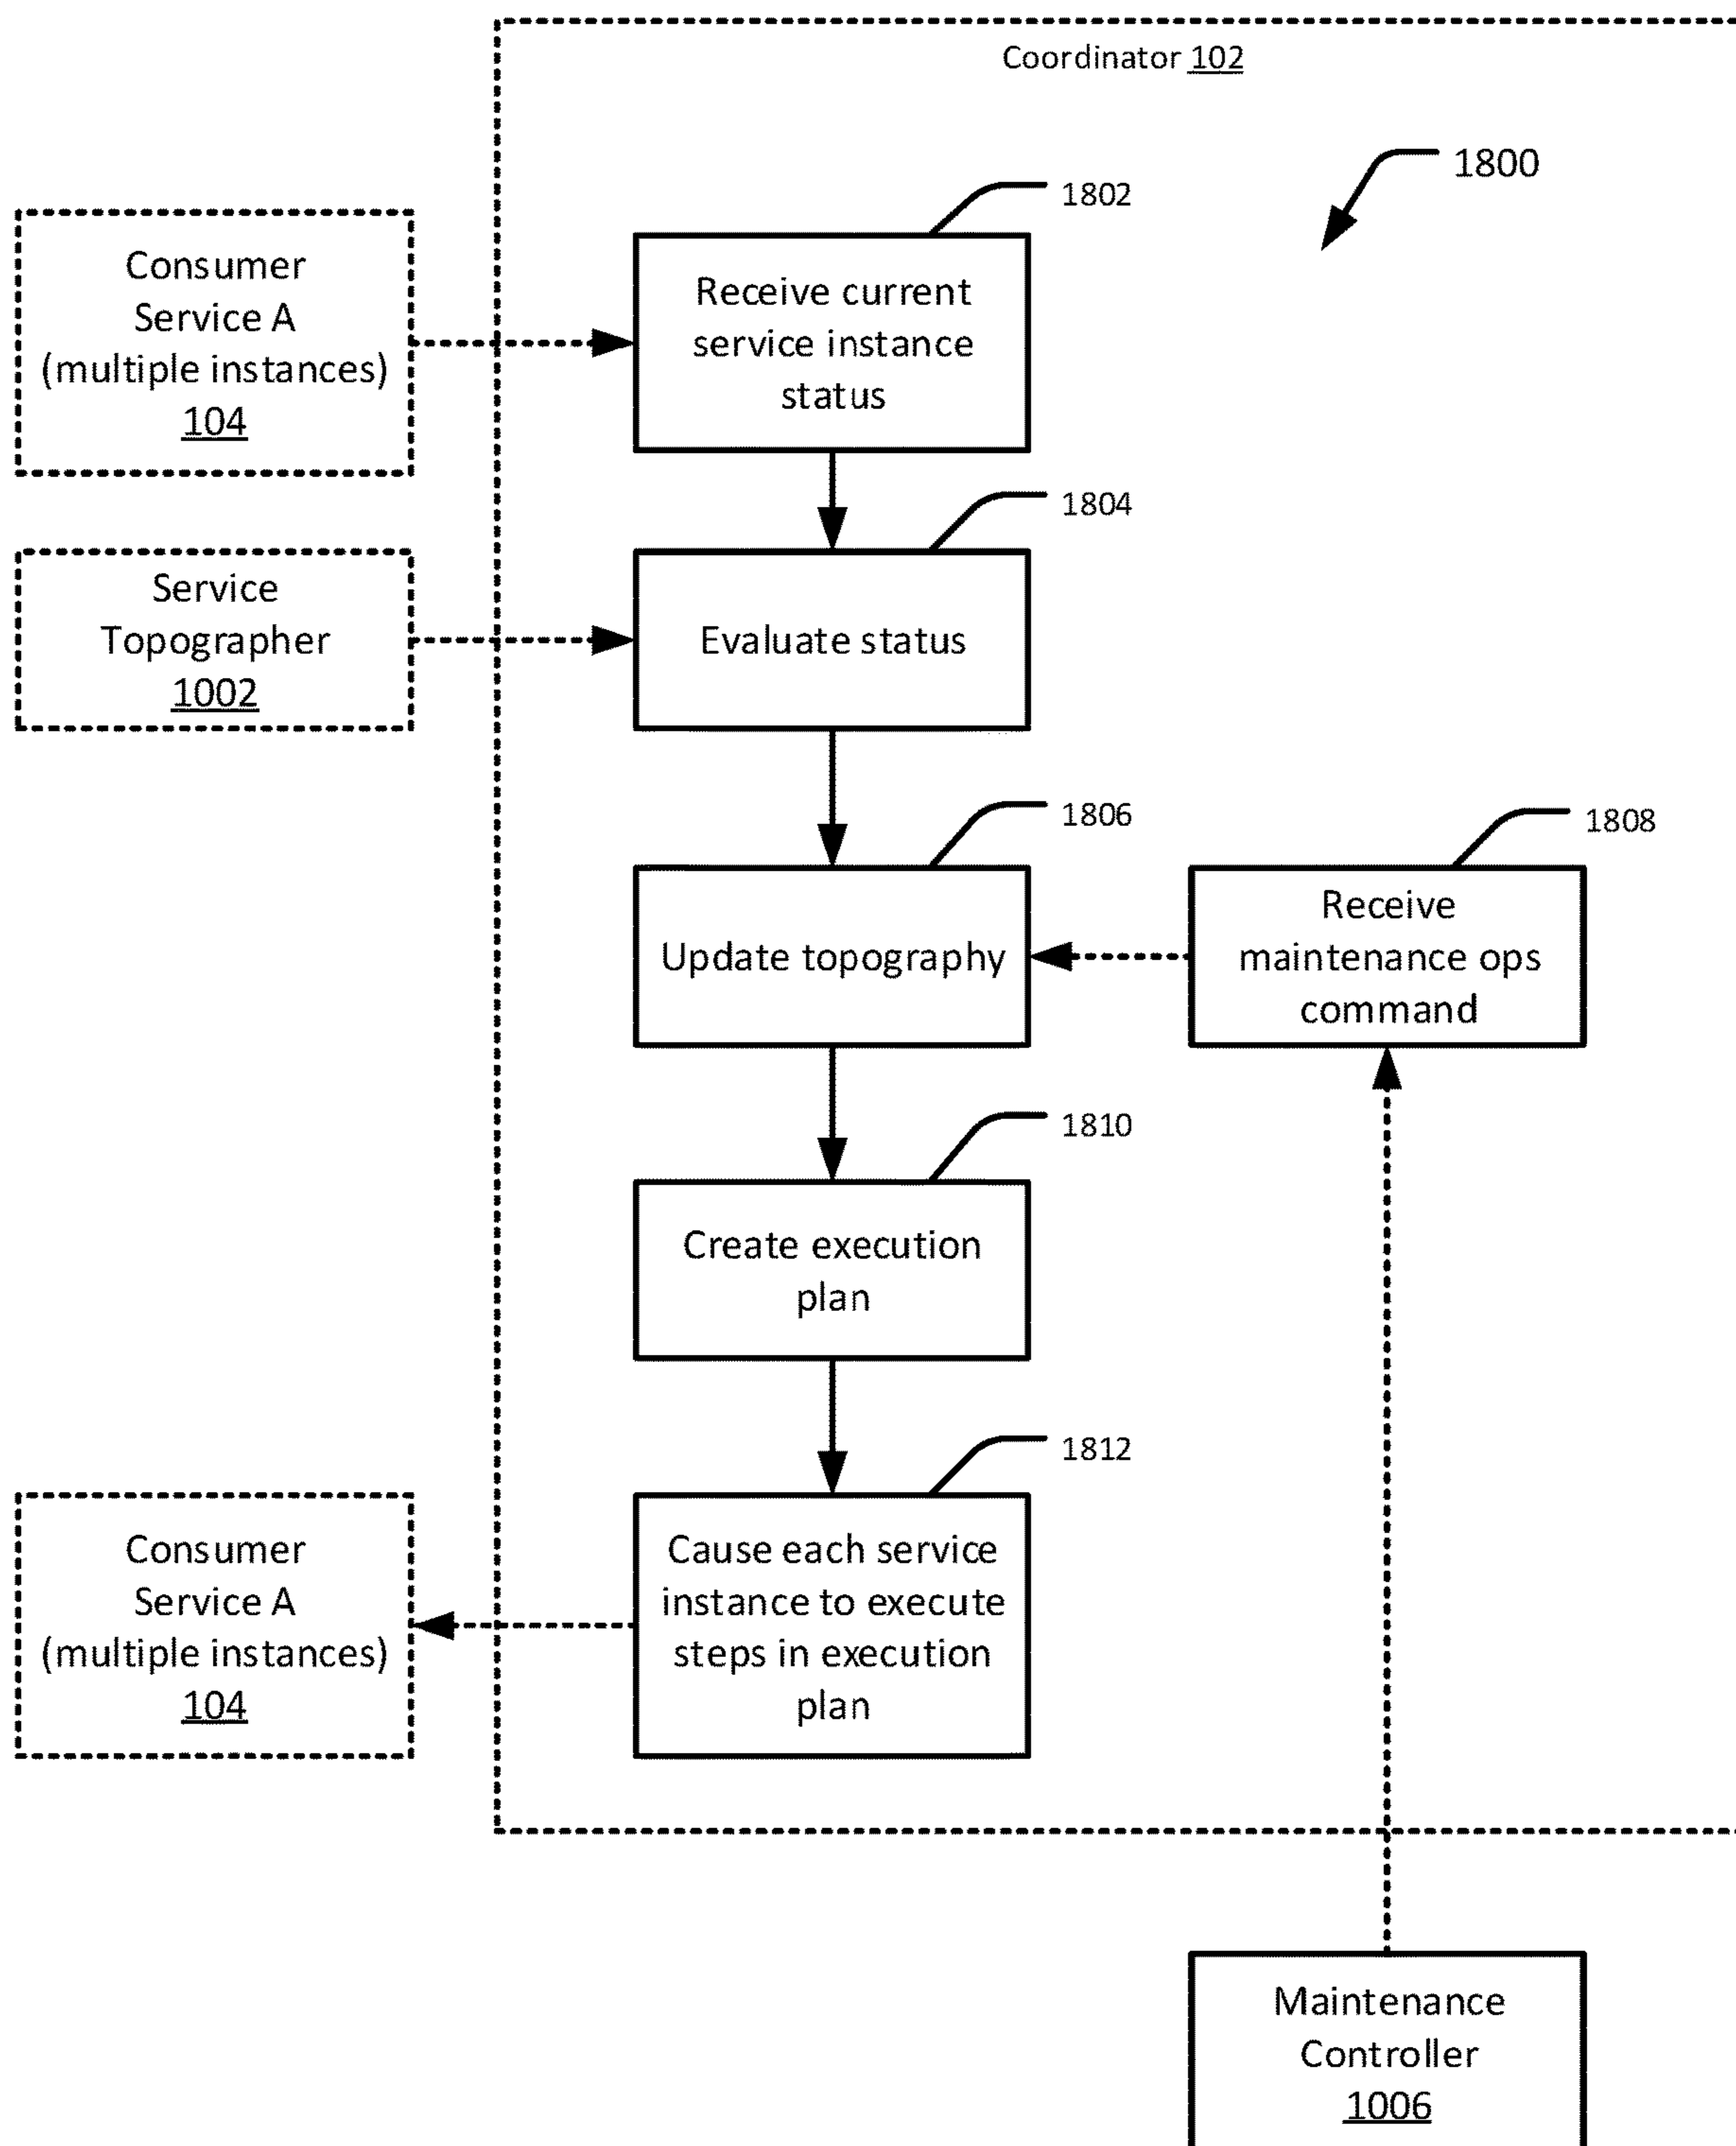 Coordinator 102
1800
1802
Consumer
Service A
(multiple instances)
104
Receive current
service instance
status
1804
Service
Topographer
1002
Evaluate status
1806
1808
Update topography
Receive
maintenance ops
command
1810
Create execution
plan
1812
Consumer
Service A
(multiple instances)
104
Cause each service
instance to execute
steps in execution
plan
Maintenance
Controller
1006